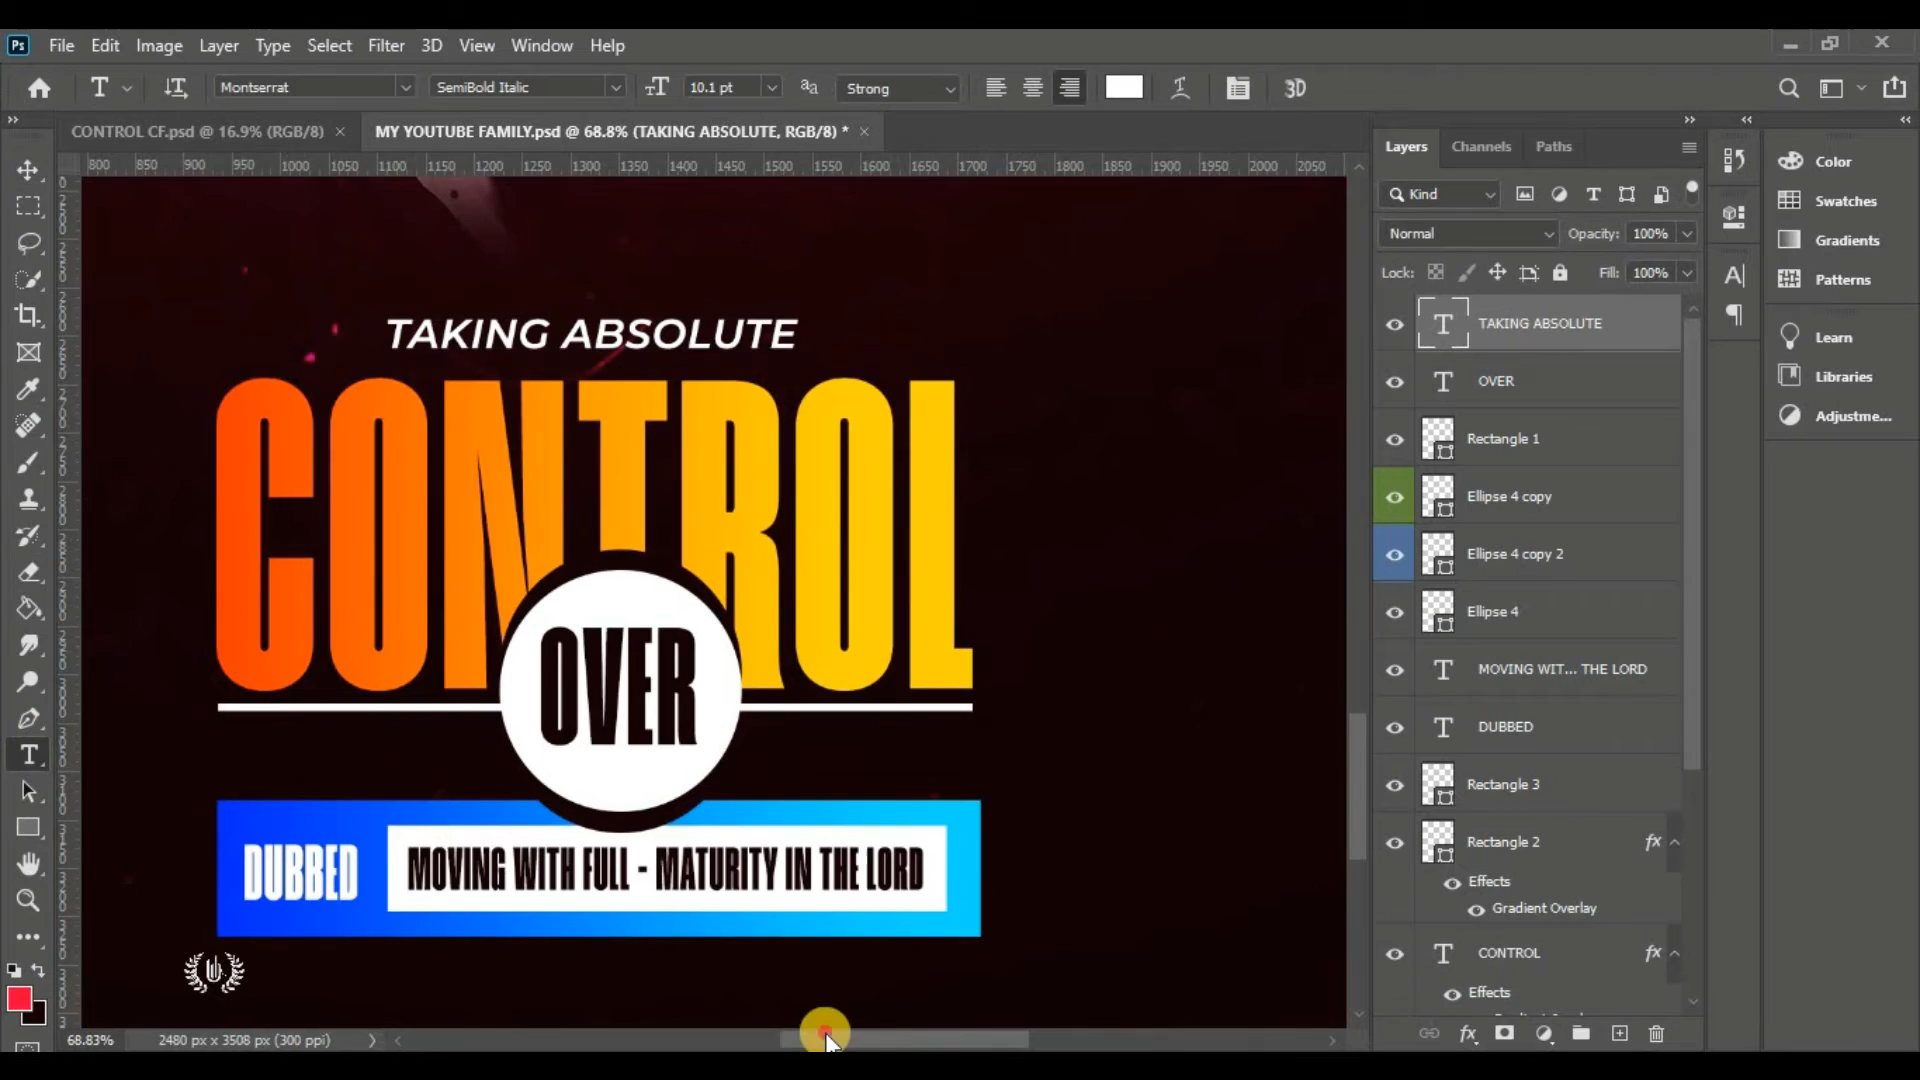 Ps File Edit Image Layer Type Select Filter 3D View Window Help
T Montserrat SemiBold Italic 10.1 pt aa Strong 3D
CONTROL CF.psd @ 16.9% (RGB/8) × MY YOUTUBE FAMILY.psd @ 68.8% (TAKING ABSOLUTE, RGB/8) * ×
800 850 900 950 1000 1050 1100 1150 1200 1250 1300 1350 1400 1450 1500 1550 1600 1650 1700 1750 1800 1850 1900 1950 2000 2050
TAKING ABSOLUTE
CONTROL
OVER
DUBBED
MOVING WITH FULL - MATURITY IN THE LORD
68.83% 2480 px x 3508 px (300 ppi)
Layers Channels Paths
Kind
Normal Opacity: 100%
Lock: Fill: 100%
TAKING ABSOLUTE
OVER
Rectangle 1
Ellipse 4 copy
Ellipse 4 copy 2
Ellipse 4
MOVING WIT... THE LORD
DUBBED
Rectangle 3
Rectangle 2 fx
Effects
Gradient Overlay
CONTROL fx
Effects
fx
Color
Swatches
Gradients
Patterns
Learn
Libraries
Adjustme...